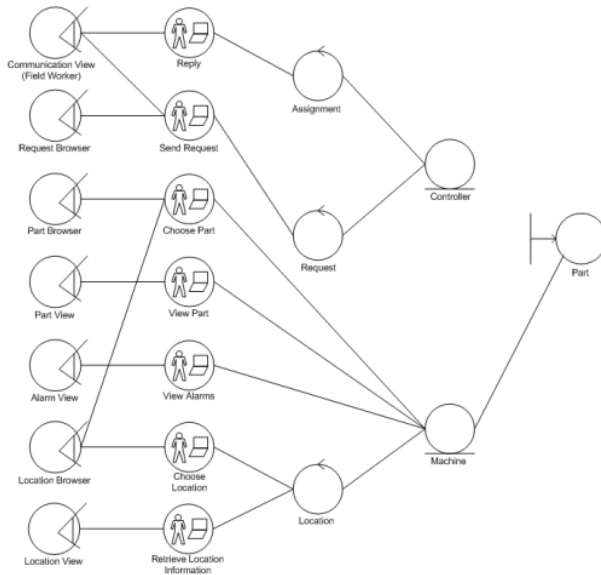 Communication View
(Field Worker)
Reply
Assignment
Request Browser
Send Request
Controller
Part Browser
Choose Part
Request
Part
Part View
View Part
Alarm View
View Alarms
Machine
Location Browser
Choose
Location
Location
Location View
Retrieve Location
Information